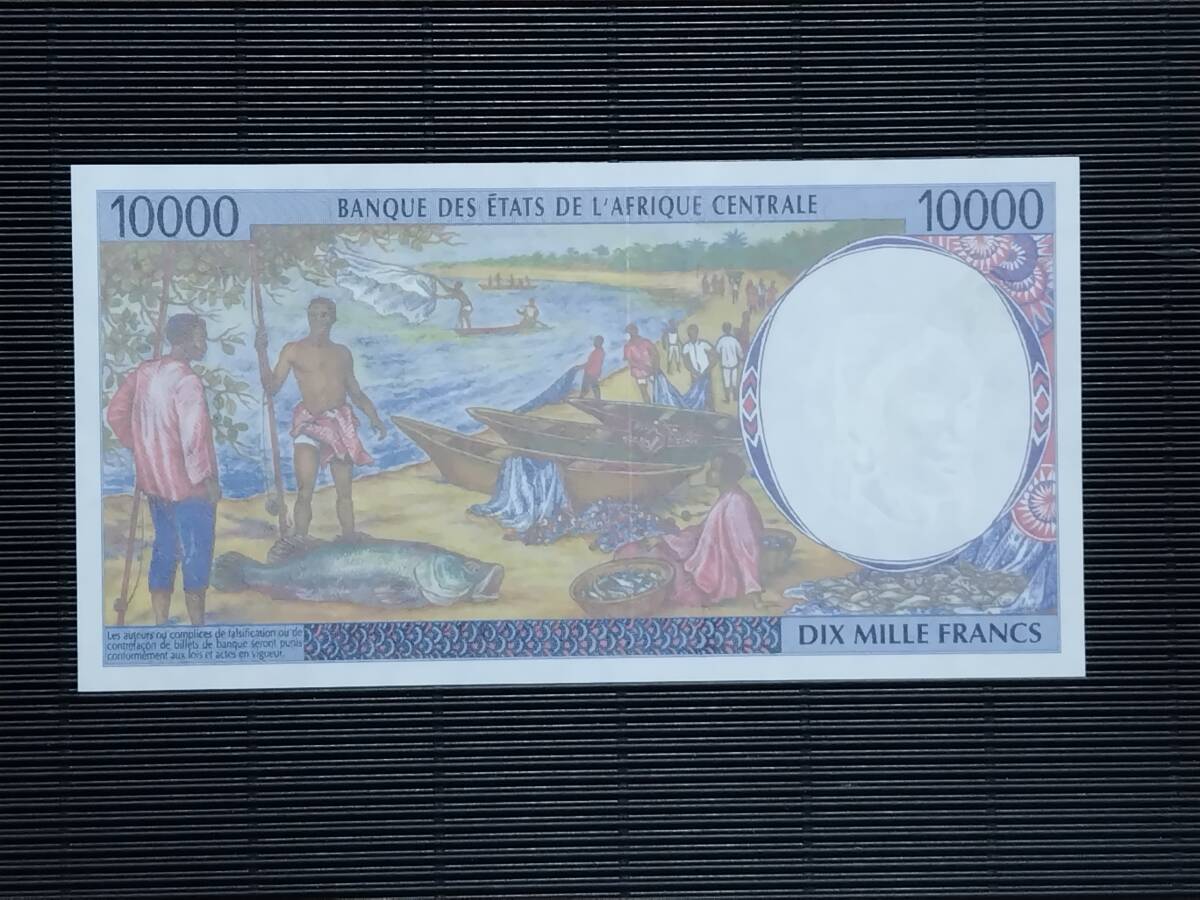 10000
BANQUE DES ÉTATS DE L'AFRIQUE CENTRALE
10000
Les auteurs ou complices de falsification ou de
contrefaçon de billets de banque seront punis
conformément aux lois et actes en vigueur.
DIX MILLE FRANCS